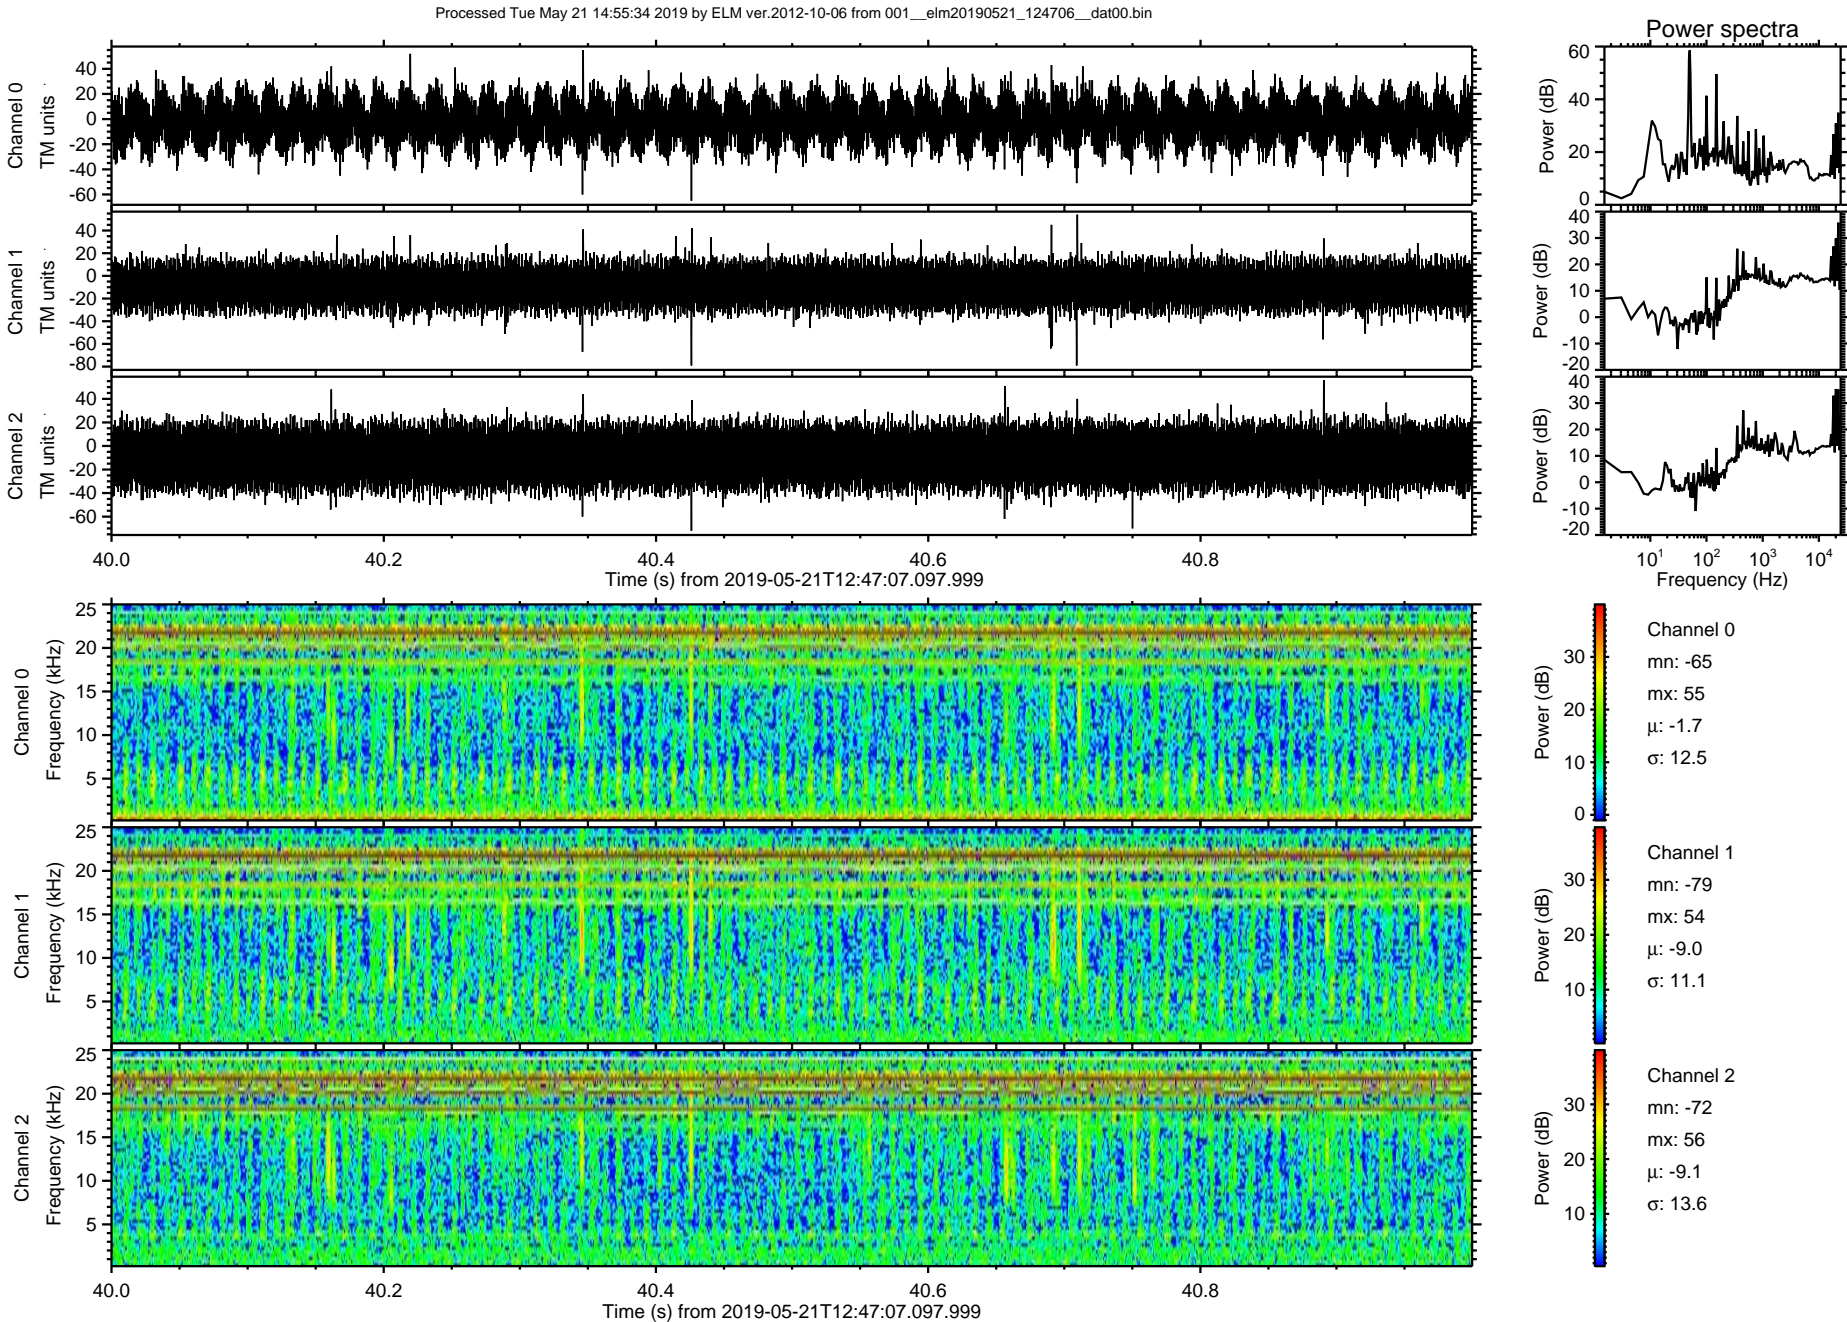 Processed Tue May 21 14:55:34 2019 by ELM ver.2012-10-06 from 001__elm20190521_124706__dat00.bin
Power spectra
Channel 0
TM units
40
20
0
-20
-40
-60
Power (dB)
60
40
20
0
Channel 1
TM units
40
20
0
-20
-40
-60
-80
Power (dB)
40
30
20
10
0
-10
-20
Channel 2
TM units
40
20
0
-20
-40
-60
Power (dB)
40
30
20
10
0
-10
-20
40.0 40.2 40.4 40.6 40.8
Time (s) from 2019-05-21T12:47:07.097.999
10¹ 10² 10³ 10⁴
Frequency (Hz)
Channel 0
Frequency (kHz)
25
20
15
10
5
Power (dB)
30
20
10
0
Channel 0
mn: -65
mx: 55
μ: -1.7
σ: 12.5
Channel 1
Frequency (kHz)
25
20
15
10
5
Power (dB)
30
20
10
Channel 1
mn: -79
mx: 54
μ: -9.0
σ: 11.1
Channel 2
Frequency (kHz)
25
20
15
10
5
Power (dB)
30
20
10
Channel 2
mn: -72
mx: 56
μ: -9.1
σ: 13.6
40.0 40.2 40.4 40.6 40.8
Time (s) from 2019-05-21T12:47:07.097.999